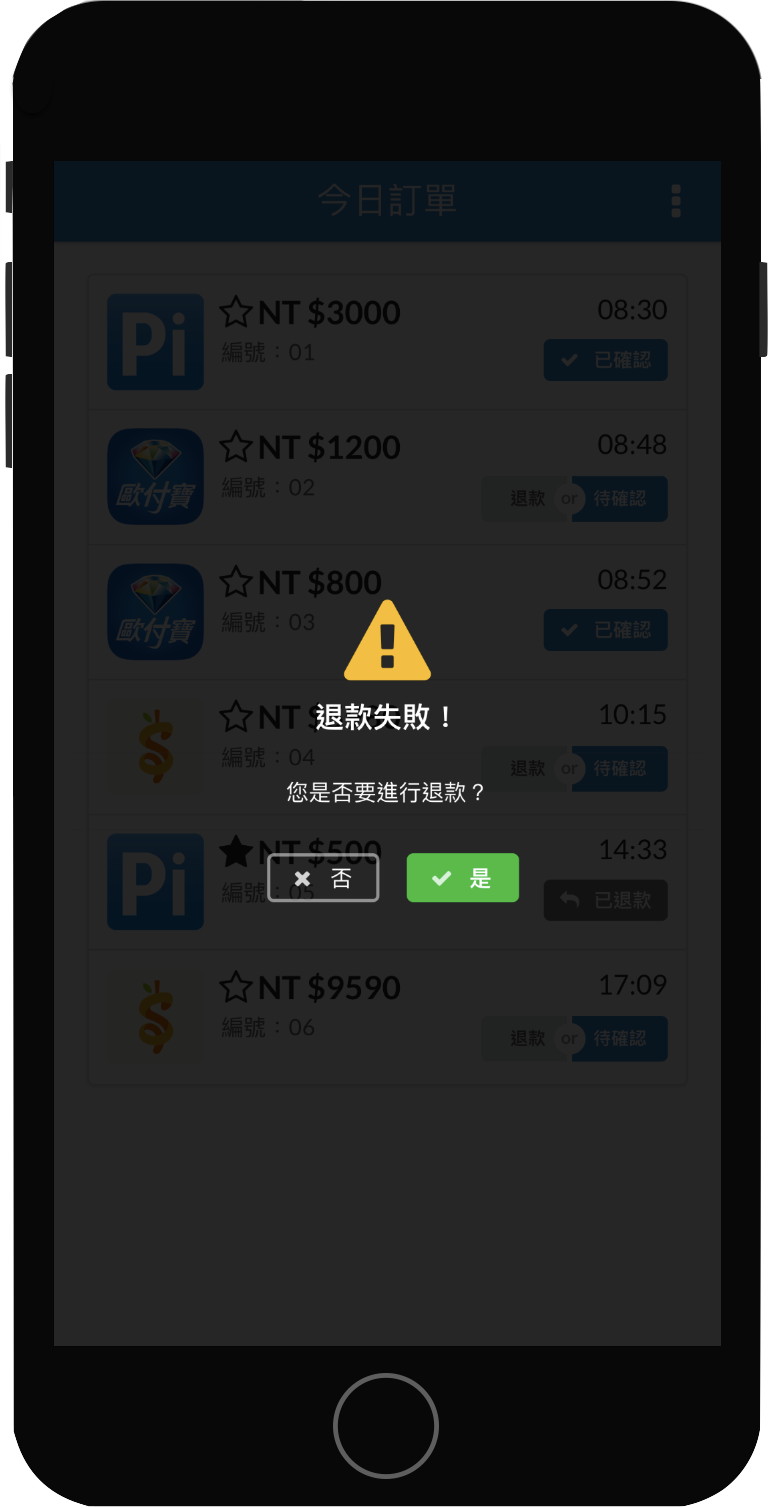 今日訂單
Pi
NT $3000
08:30
編號：01
已確認
歐付寶
NT $1200
08:48
編號：02
退款 or 待確認
歐付寶
NT $800
08:52
編號：03
已確認
退款失敗！
NT $
10:15
編號：04
退款 or 待確認
您是否要進行退款？
Pi
NT $500
14:33
編號：05
已退款
否
是
NT $9590
17:09
編號：06
退款 or 待確認